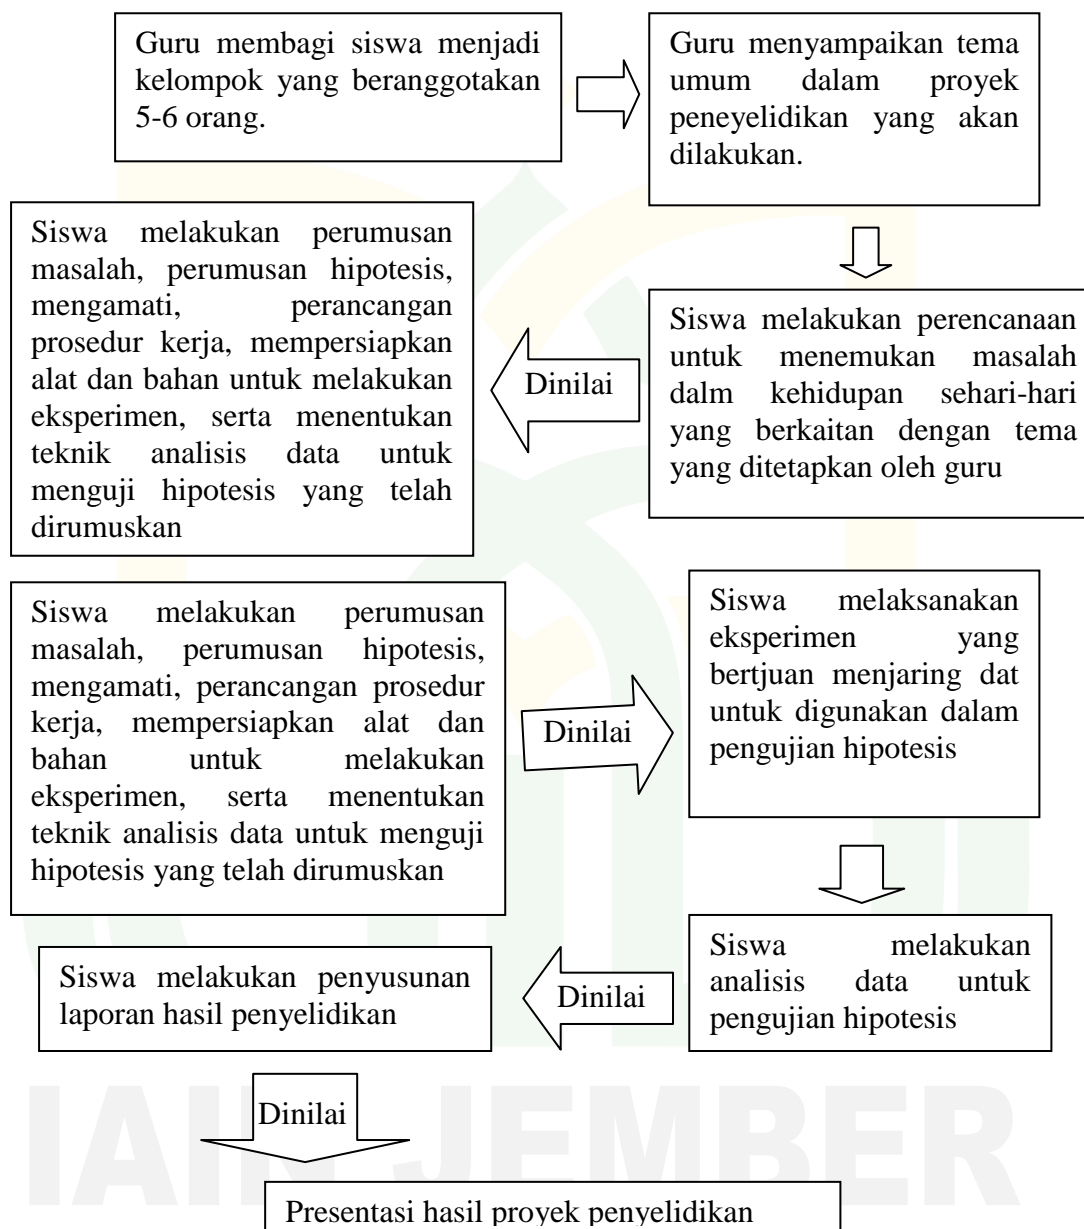 Guru membagi siswa menjadi
kelompok yang beranggotakan
5-6 orang.
Guru menyampaikan tema
umum dalam proyek
peneyelidikan yang akan
dilakukan.
Siswa melakukan perencanaan
untuk menemukan masalah
dalm kehidupan sehari-hari
yang berkaitan dengan tema
yang ditetapkan oleh guru
Dinilai
Siswa melakukan perumusan
masalah, perumusan hipotesis,
mengamati, perancangan
prosedur kerja, mempersiapkan
alat dan bahan untuk melakukan
eksperimen, serta menentukan
teknik analisis data untuk
menguji hipotesis yang telah
dirumuskan
Siswa melakukan perumusan
masalah, perumusan hipotesis,
mengamati, perancangan prosedur
kerja, mempersiapkan alat dan
bahan untuk melakukan
eksperimen, serta menentukan
teknik analisis data untuk menguji
hipotesis yang telah dirumuskan
Dinilai
Siswa melaksanakan
eksperimen yang
bertjuan menjaring dat
untuk digunakan dalam
pengujian hipotesis
Siswa melakukan
analisis data untuk
pengujian hipotesis
Dinilai
Siswa melakukan penyusunan
laporan hasil penyelidikan
Dinilai
Presentasi hasil proyek penyelidikan
IAIN JEMBER